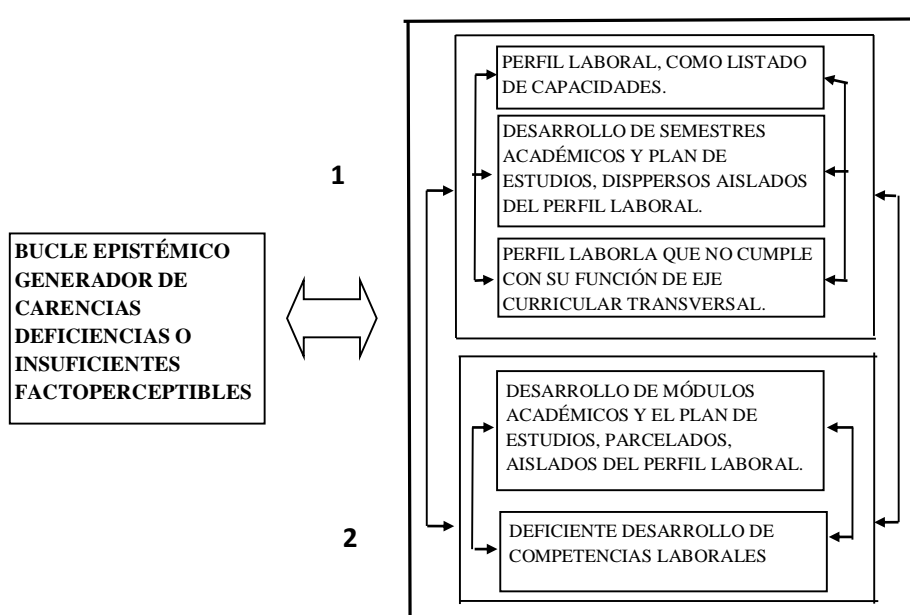 PERFIL LABORAL, COMO LISTADO
DE CAPACIDADES.
DESARROLLO DE SEMESTRES
ACADÉMICOS Y PLAN DE
ESTUDIOS, DISPPERSOS AISLADOS
DEL PERFIL LABORAL.
1
PERFIL LABORLA QUE NO CUMPLE
CON SU FUNCIÓN DE EJE
CURRICULAR TRANSVERSAL.
BUCLE EPISTÉMICO
GENERADOR DE
CARENCIAS
DEFICIENCIAS O
INSUFICIENTES
FACTOPERCEPTIBLES
DESARROLLO DE MÓDULOS
ACADÉMICOS Y EL PLAN DE
ESTUDIOS, PARCELADOS,
AISLADOS DEL PERFIL LABORAL.
2
DEFICIENTE DESARROLLO DE
COMPETENCIAS LABORALES